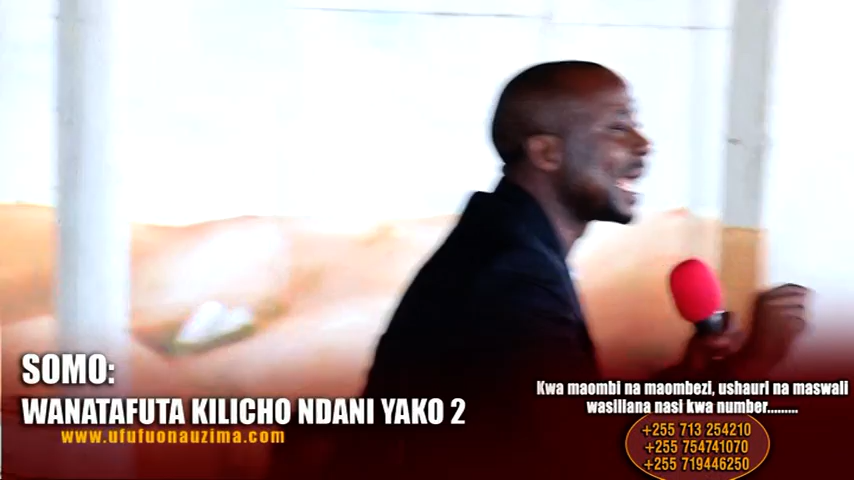 SOMO:
WANATAFUTA KILICHO NDANI YAKO 2
www.ufufuonauzima.com
Kwa maombi na maombezi, ushauri na maswali
wasiliana nasi kwa number.........
+255 713 254210
+255 754741070
+255 719446250